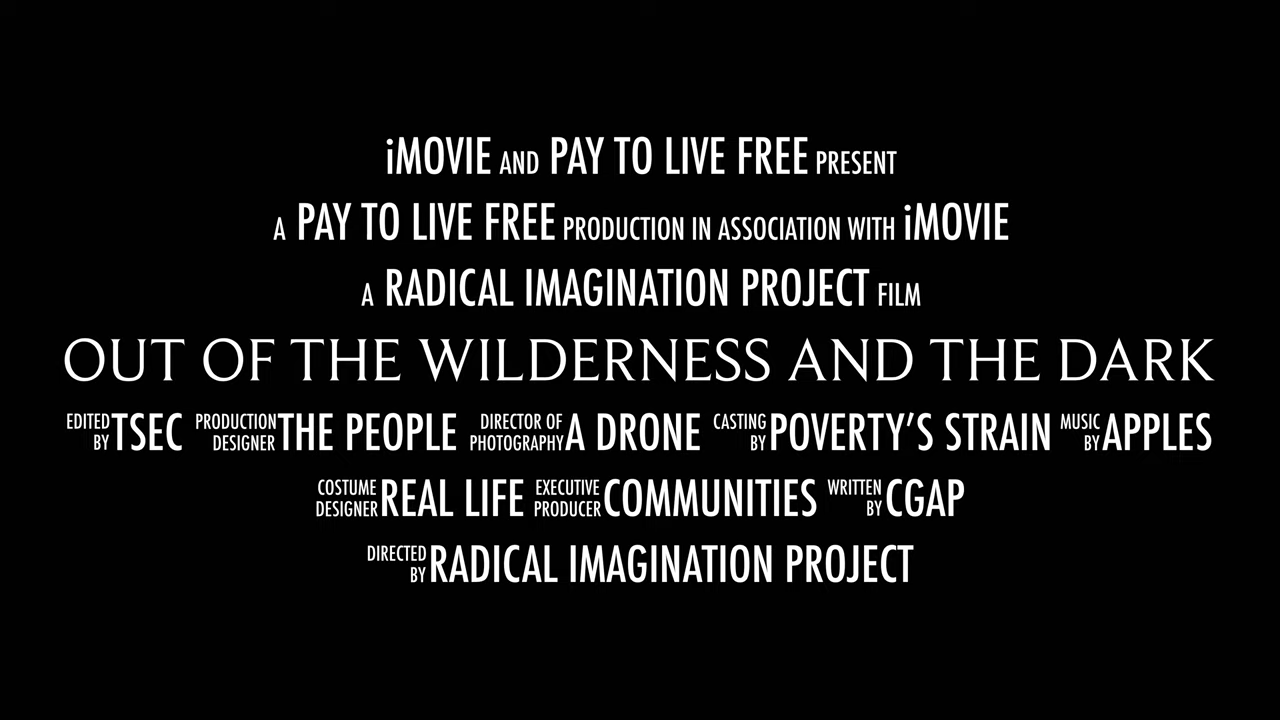 iMOVIE AND PAY TO LIVE FREE PRESENT
A PAY TO LIVE FREE PRODUCTION IN ASSOCIATION WITH iMOVIE
A RADICAL IMAGINATION PROJECT FILM
OUT OF THE WILDERNESS AND THE DARK
EDITED BY TSEC PRODUCTION DESIGNER THE PEOPLE DIRECTOR OF PHOTOGRAPHY A DRONE CASTING BY POVERTY'S STRAIN MUSIC BY APPLES
COSTUME DESIGNER REAL LIFE EXECUTIVE PRODUCER COMMUNITIES WRITTEN BY CGAP
DIRECTED BY RADICAL IMAGINATION PROJECT